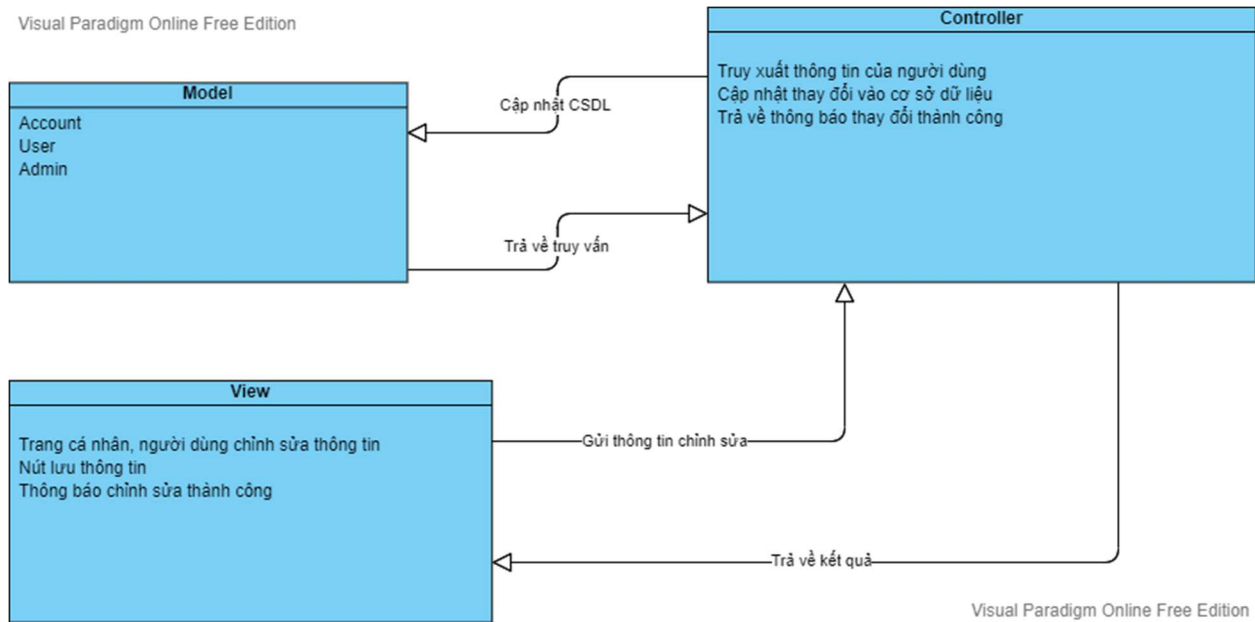 Visual Paradigm Online Free Edition
Controller
Truy xuất thông tin của người dùng
Cập nhật thay đổi vào cơ sở dữ liệu
Trả về thông báo thay đổi thành công
Model
Account
User
Admin
Cập nhật CSDL
Trả về truy vấn
View
Trang cá nhân, người dùng chỉnh sửa thông tin
Nút lưu thông tin
Thông báo chỉnh sửa thành công
Gửi thông tin chỉnh sửa
Trả về kết quả
Visual Paradigm Online Free Edition